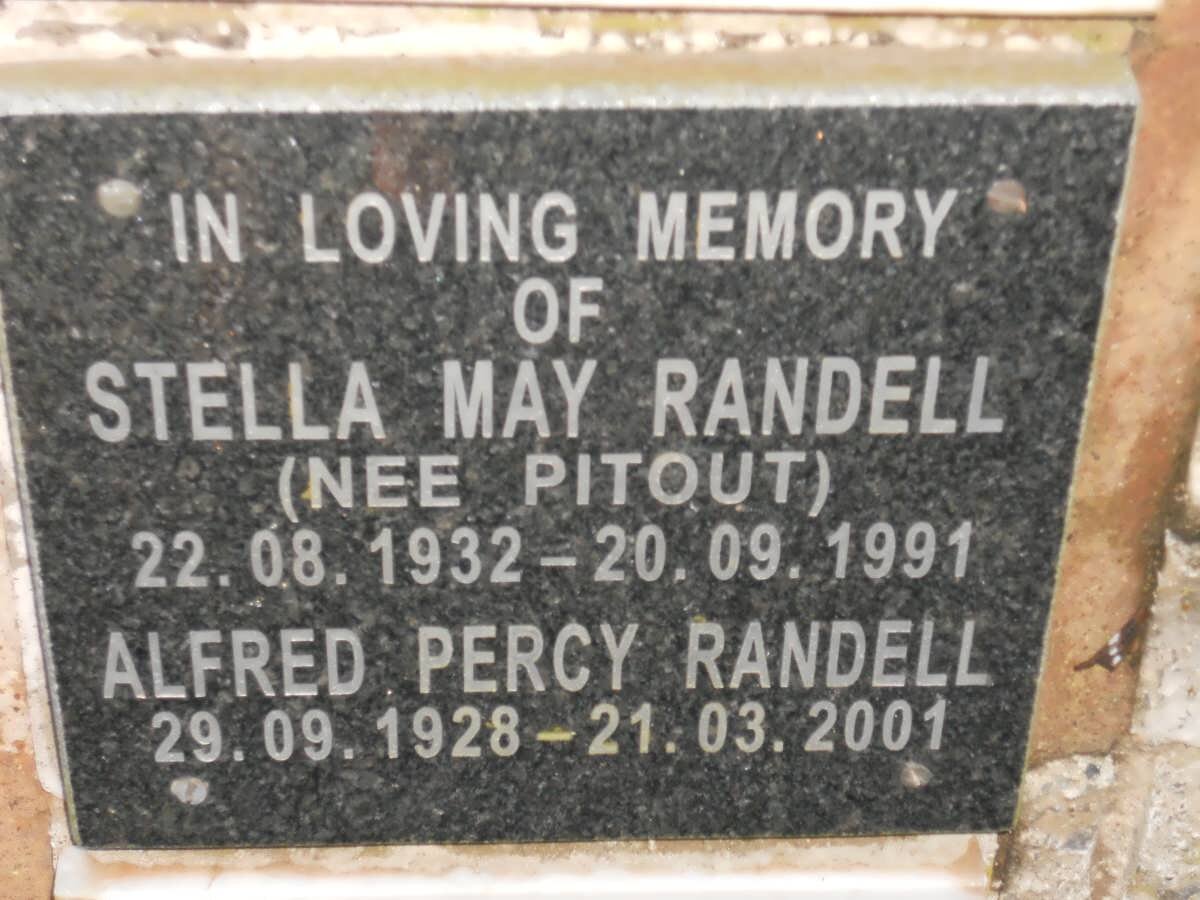 IN LOVING MEMORY
OF
STELLA MAY RANDELL
(NEE PITOUT)
22.08.1932 – 20.09.1991
ALFRED PERCY RANDELL
29.09.1928 – 21.03.2001